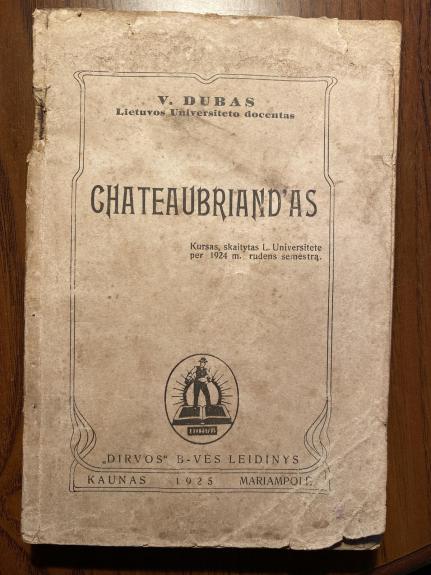 V. DUBAS
Lietuvos Universiteto docentas
CHATEAUBRIAND'AS
Kursas, skaitytas L. Universitete
per 1924 m. rudens semestrą.
„DIRVOS“ B-VĖS LEIDINYS
KAUNAS 1925 MARIAMPOLĖ